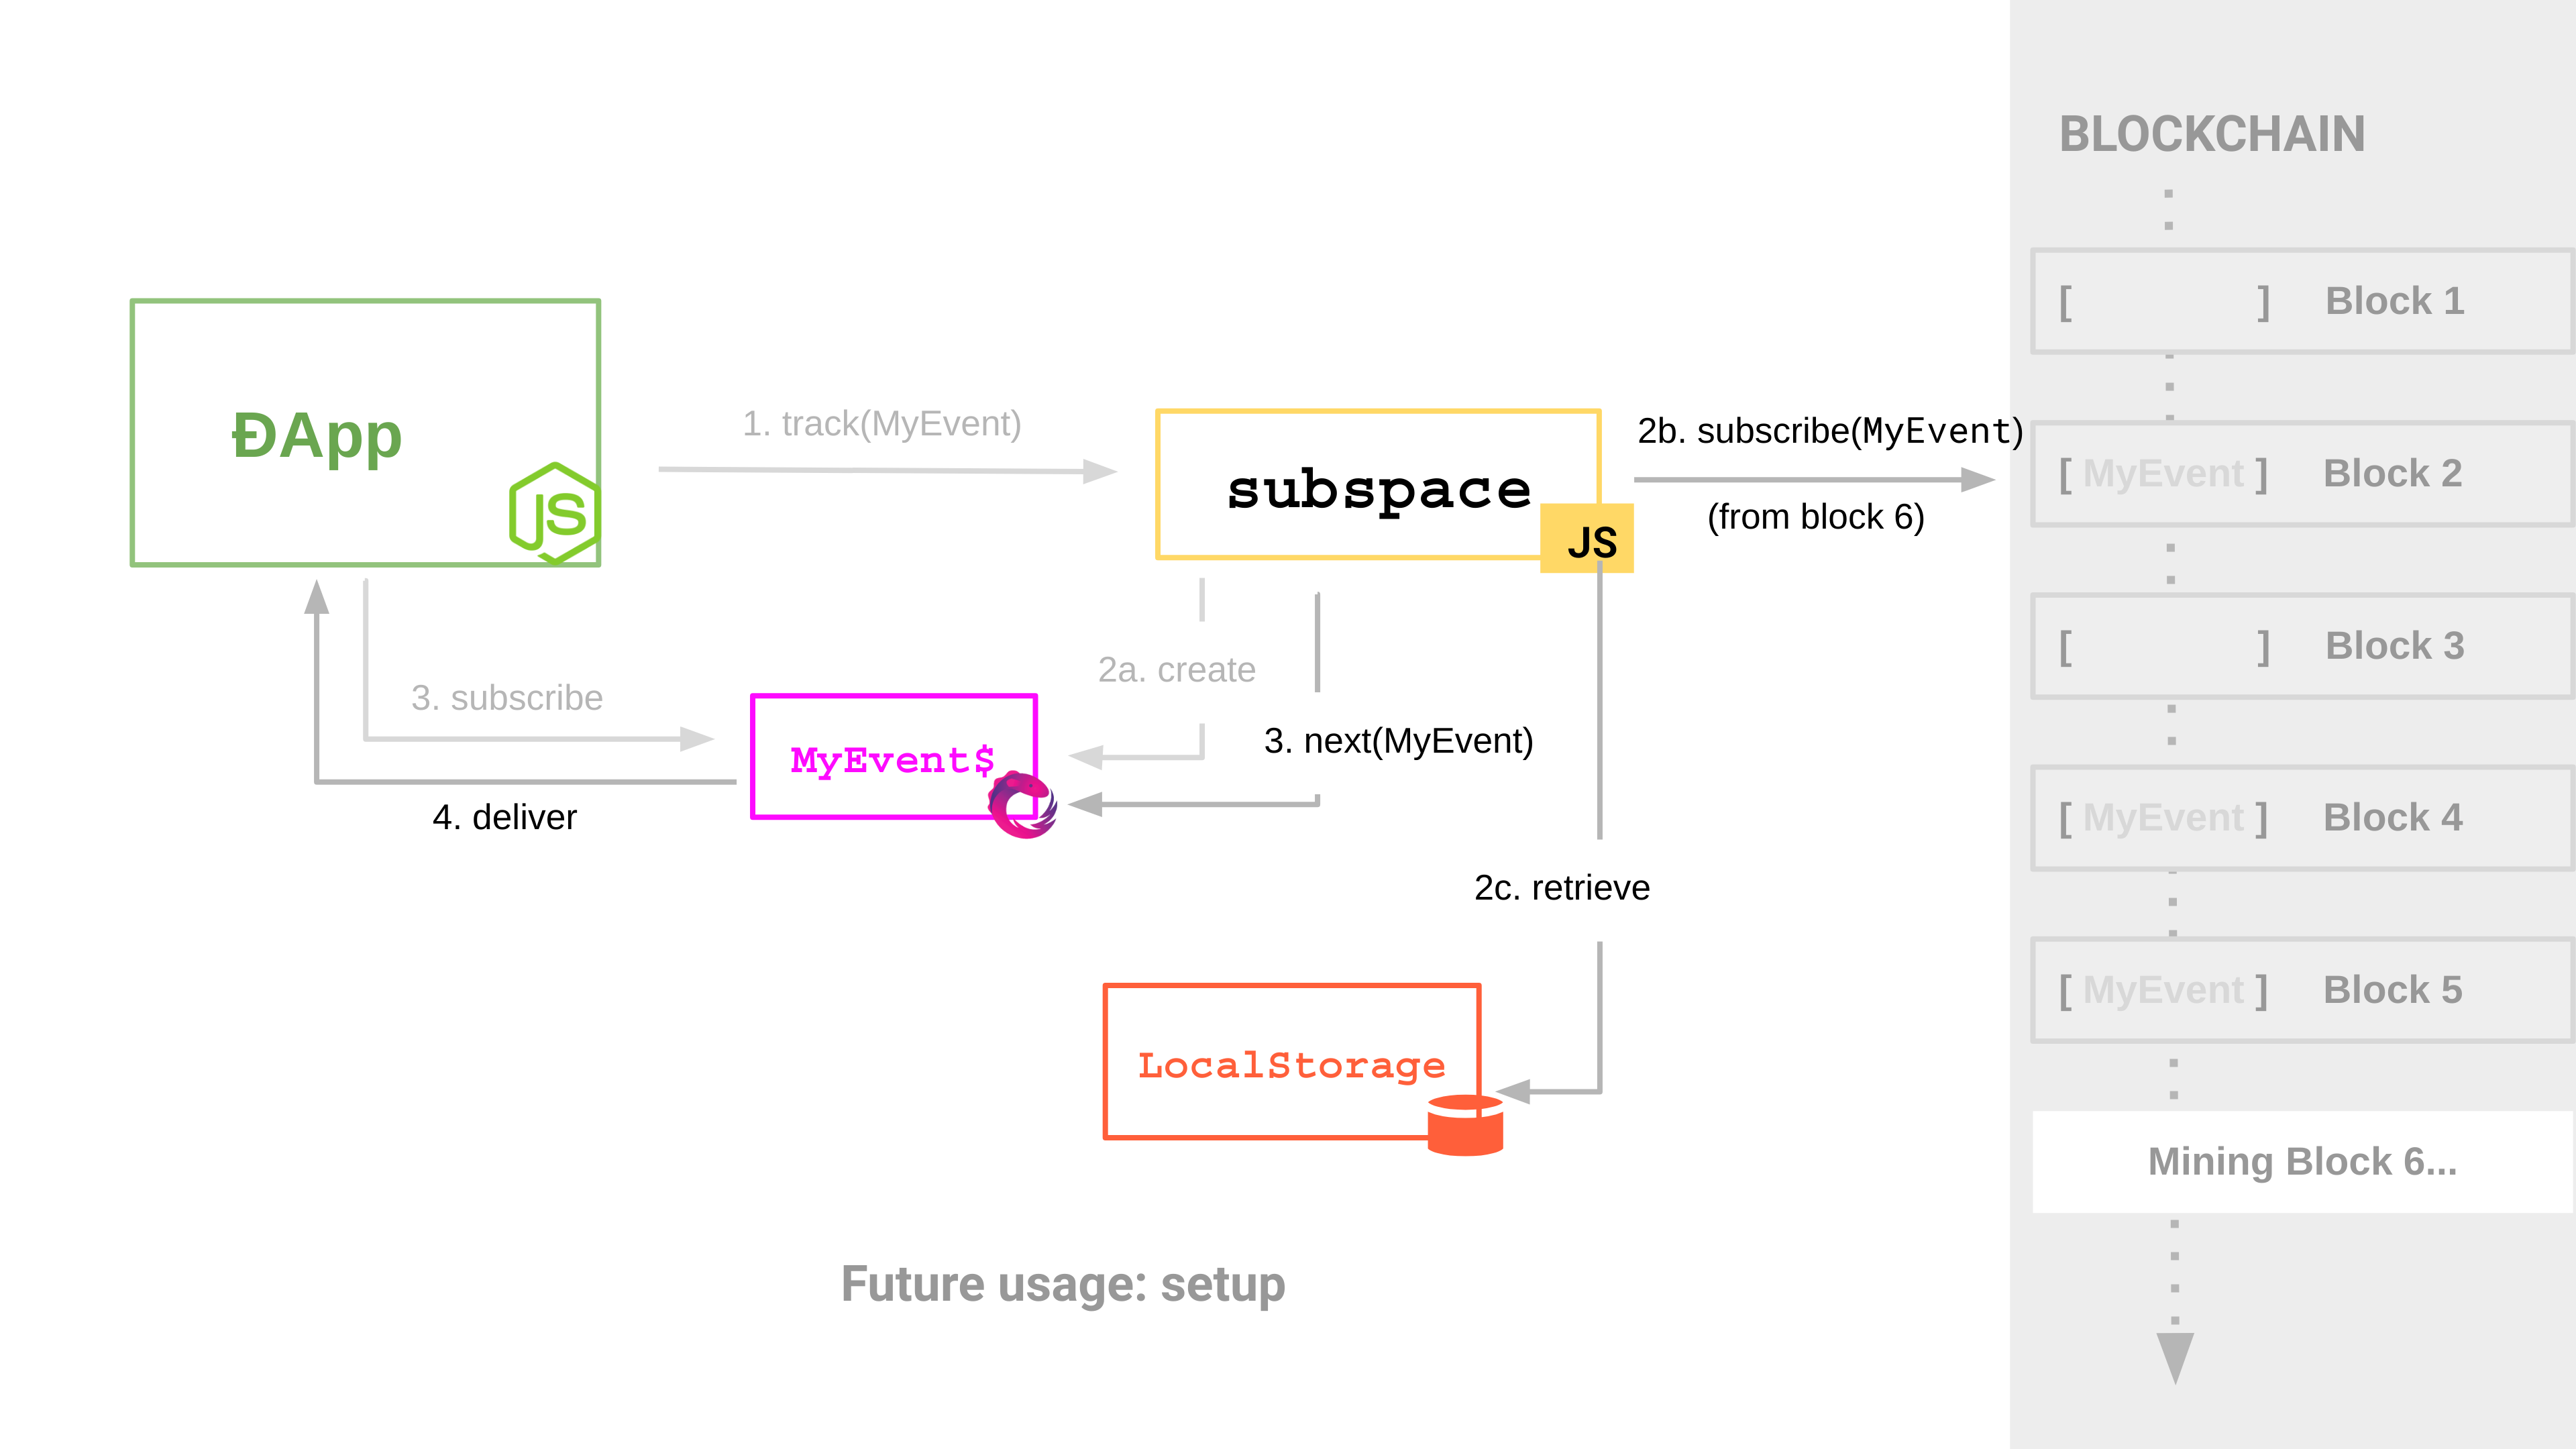 BLOCKCHAIN
[ ] Block 1
ĐApp
JS
1. track(MyEvent)
subspace
JS
2b. subscribe(MyEvent)
(from block 6)
[ MyEvent ] Block 2
[ ] Block 3
3. subscribe
2a. create
MyEvent$
3. next(MyEvent)
4. deliver
[ MyEvent ] Block 4
2c. retrieve
[ MyEvent ] Block 5
LocalStorage
Mining Block 6...
Future usage: setup